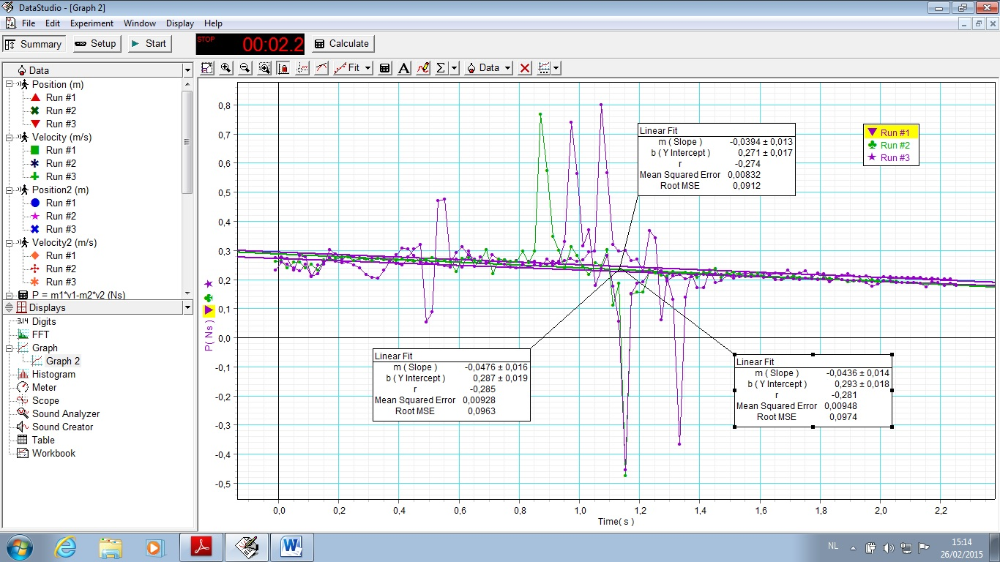 DataStudio - [Graph 2]
File Edit Experiment Window Display Help
Summary Setup Start STOP 00:02.2 Calculate
Data
Position (m)
Run #1
Run #2
Run #3
Velocity (m/s)
Run #1
Run #2
Run #3
Position2 (m)
Run #1
Run #2
Run #3
Velocity2 (m/s)
Run #1
Run #2
Run #3
P = m1*v1-m2*v2 (Ns)
Displays
3.14 Digits
FFT
Graph
Graph 2
Histogram
Meter
Scope
Sound Analyzer
Sound Creator
Table
Workbook
Fit A Σ Data
0,8
0,7
0,6
0,5
0,4
0,3
0,2
0,1
0,0
-0,1
-0,2
-0,3
-0,4
-0,5
P( Ns )
0,0 0,2 0,4 0,6 0,8 1,0 1,2 1,4 1,6 1,8 2,0 2,2
Time( s )
Linear Fit
m ( Slope ) -0,0394 ± 0,013
b ( Y Intercept ) 0,271 ± 0,017
r -0,274
Mean Squared Error 0,00832
Root MSE 0,0912
Run #1
Run #2
Run #3
Linear Fit
m ( Slope ) -0,0476 ± 0,016
b ( Y Intercept ) 0,287 ± 0,019
r -0,285
Mean Squared Error 0,00928
Root MSE 0,0963
Linear Fit
m ( Slope ) -0,0436 ± 0,014
b ( Y Intercept ) 0,293 ± 0,018
r -0,281
Mean Squared Error 0,00948
Root MSE 0,0974
NL
15:14
26/02/2015